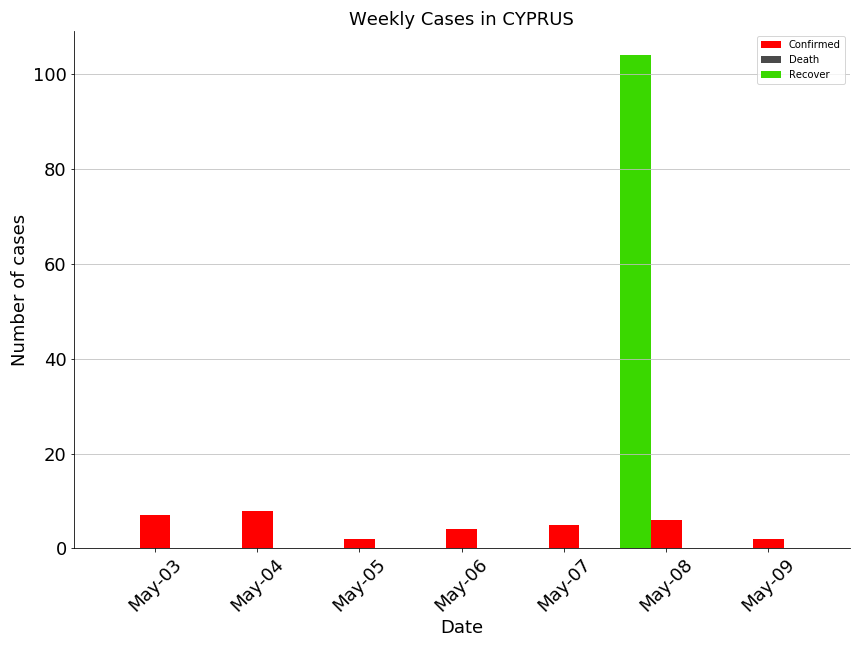 Weekly Cases in CYPRUS
Confirmed
Death
Recover
Number of cases
100
80
60
40
20
0
May-03
May-04
May-05
May-06
May-07
May-08
May-09
Date